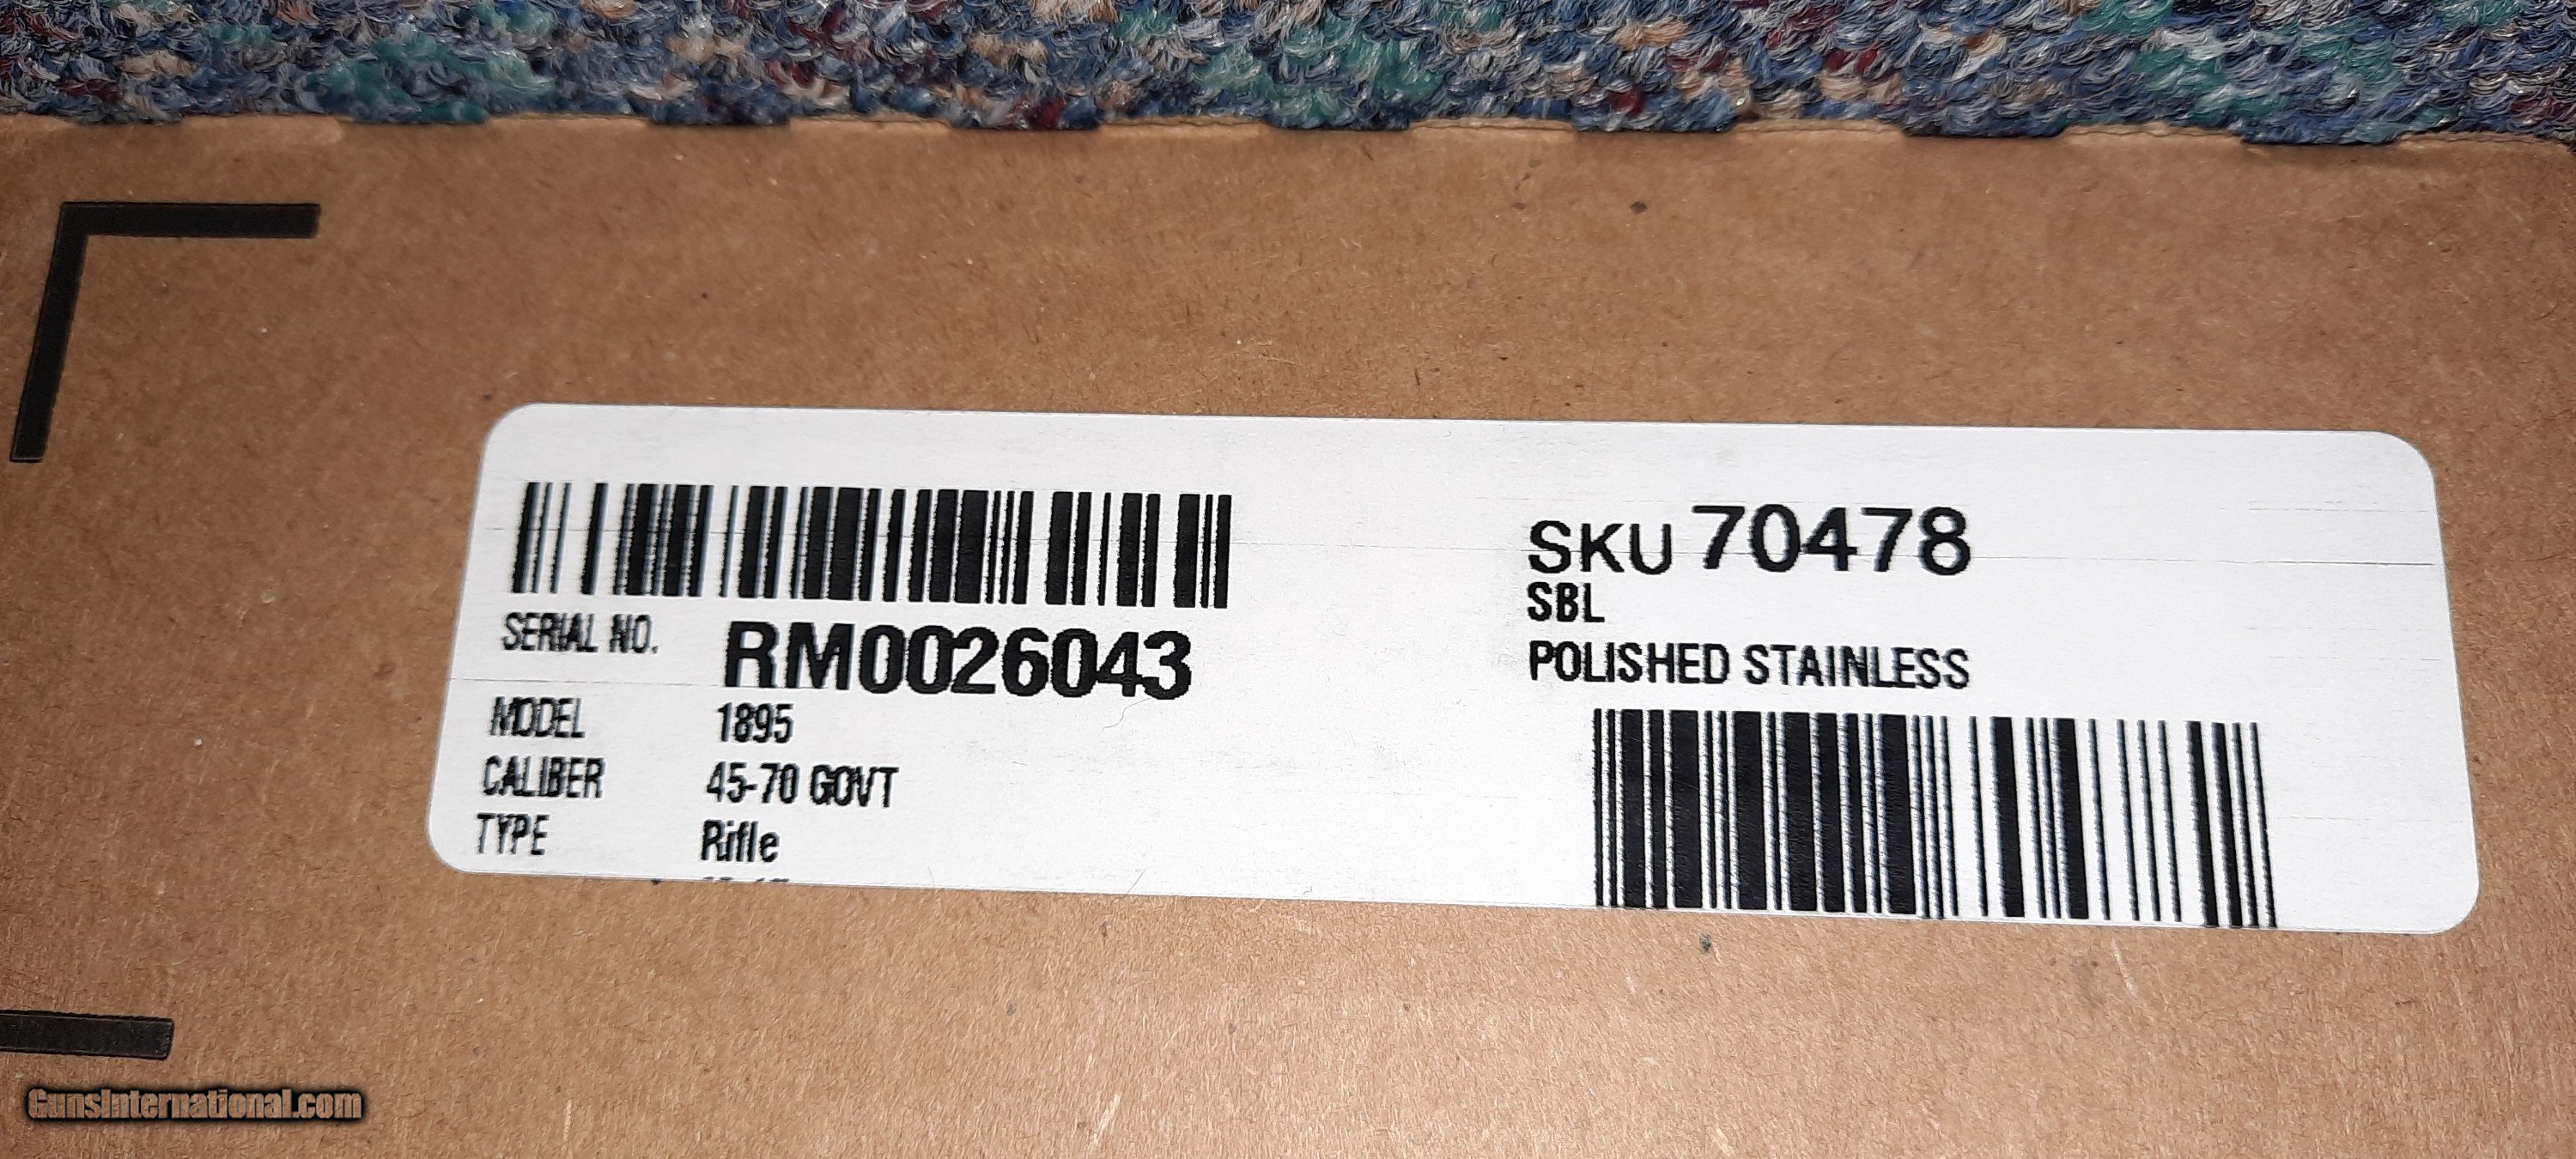 SERIAL NO. RM0026043
MODEL 1895
CALIBER 45-70 GOVT
TYPE Rifle
SKU 70478
SBL
POLISHED STAINLESS
GunsInternational.com